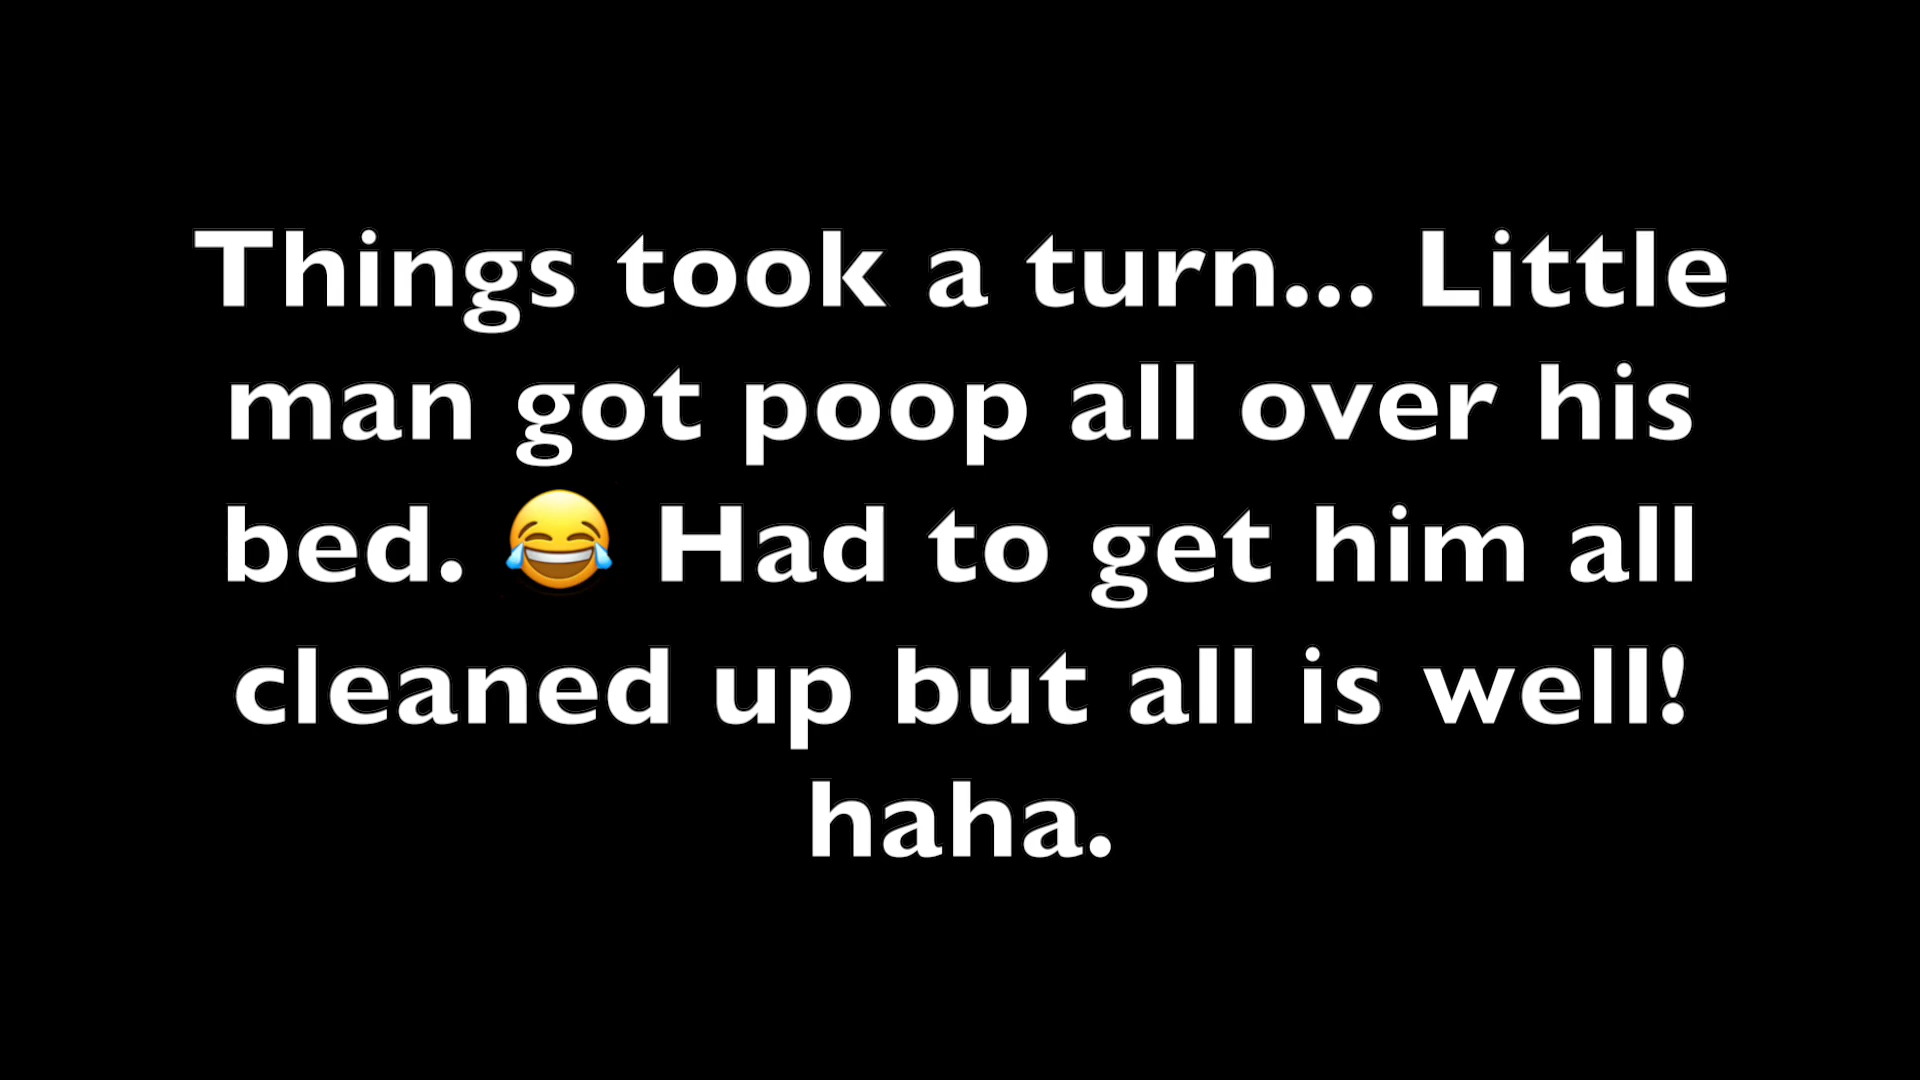 Things took a turn... Little
man got poop all over his
bed. 😂 Had to get him all
cleaned up but all is well!
haha.